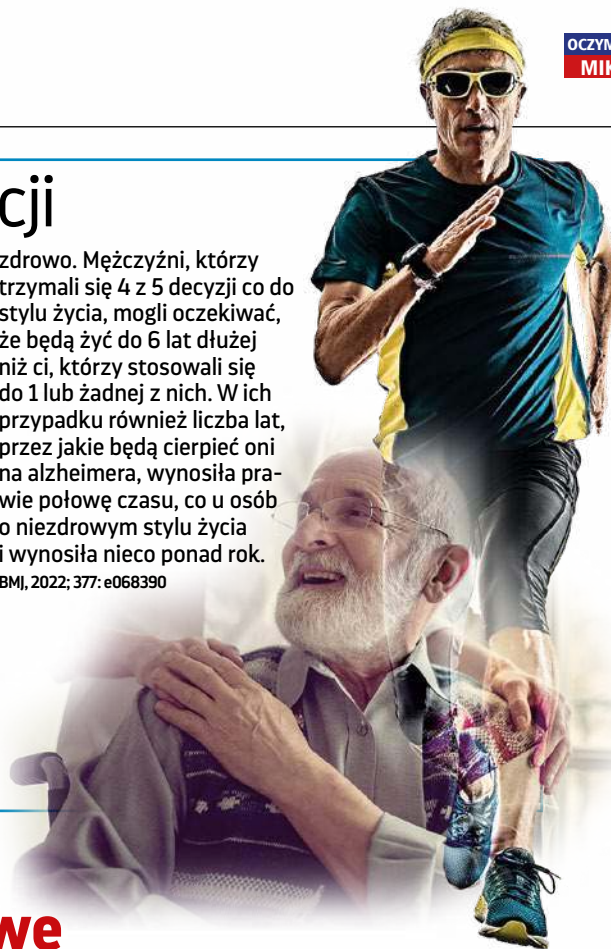 OCZYM
MIK
cji
zdrowo. Mężczyźni, którzy
trzymali się 4 z 5 decyzji co do
stylu życia, mogli oczekiwać,
że będą żyć do 6 lat dłużej
niż ci, którzy stosowali się
do 1 lub żadnej z nich. W ich
przypadku również liczba lat,
przez jakie będą cierpieć oni
na alzheimera, wynosiła pra-
wie połowę czasu, co u osób
o niezdrowym stylu życia
i wynosiła nieco ponad rok.
BMJ, 2022; 377: e068390
we